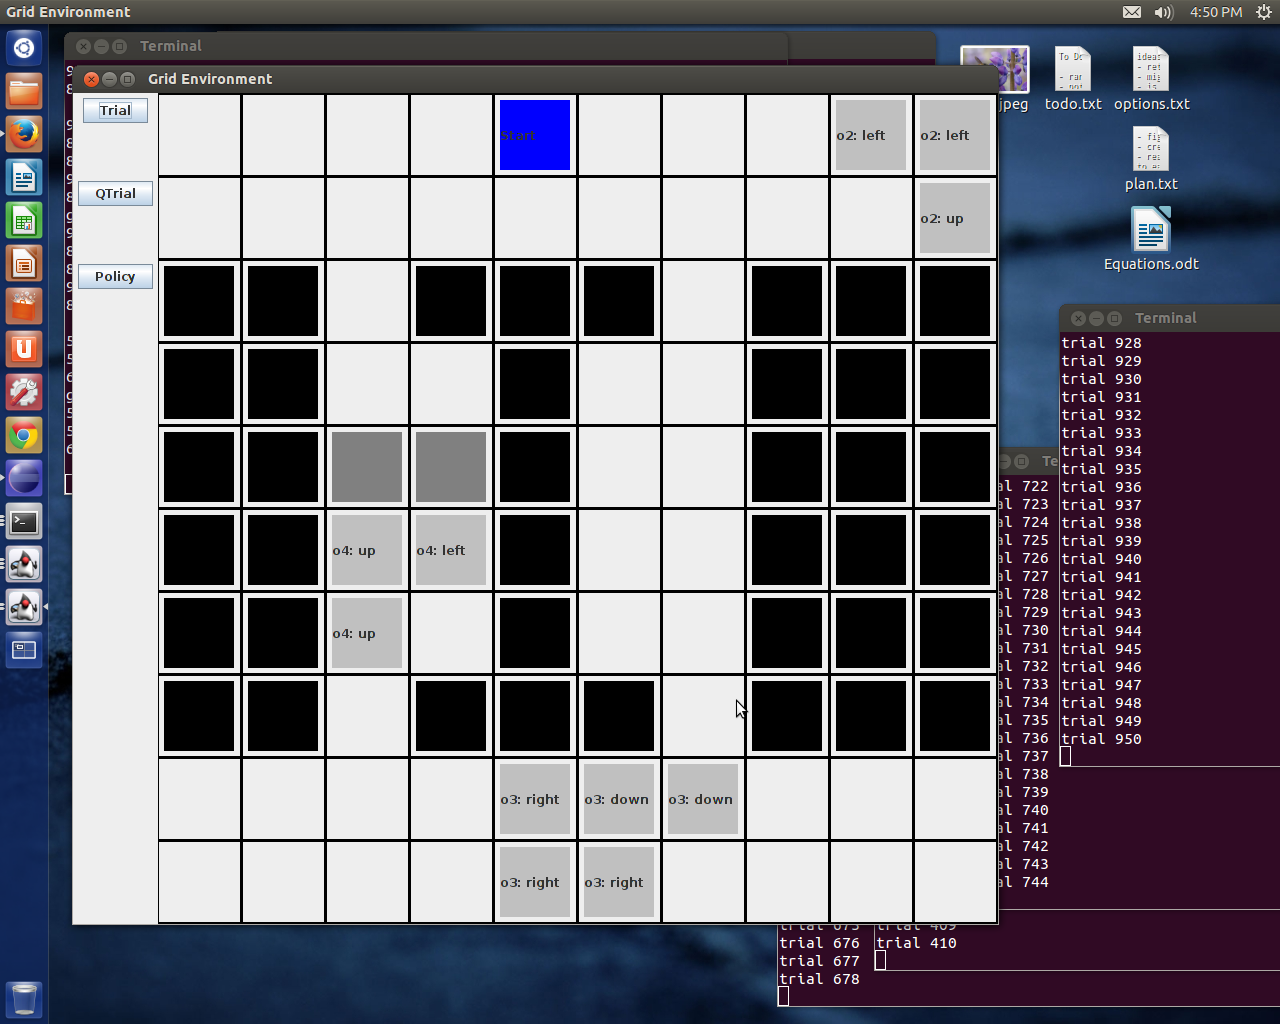 Grid Environment
4:50 PM
Terminal
Grid Environment
Trial
QTrial
Policy
Start
o2: left
o2: left
o2: up
o4: up
o4: left
o4: up
o3: right
o3: down
o3: down
o3: right
o3: right
jpeg
todo.txt
options.txt
plan.txt
Equations.odt
Terminal
trial 928
trial 929
trial 930
trial 931
trial 932
trial 933
trial 934
trial 935
trial 936
trial 937
trial 938
trial 939
trial 940
trial 941
trial 942
trial 943
trial 944
trial 945
trial 946
trial 947
trial 948
trial 949
trial 950
Te
al 722
al 723
al 724
al 725
al 726
al 727
al 728
al 729
al 730
al 731
al 732
al 733
al 734
al 735
al 736
al 737
al 738
al 739
al 740
al 741
al 742
al 743
al 744
trial 676
trial 677
trial 678
trial 410